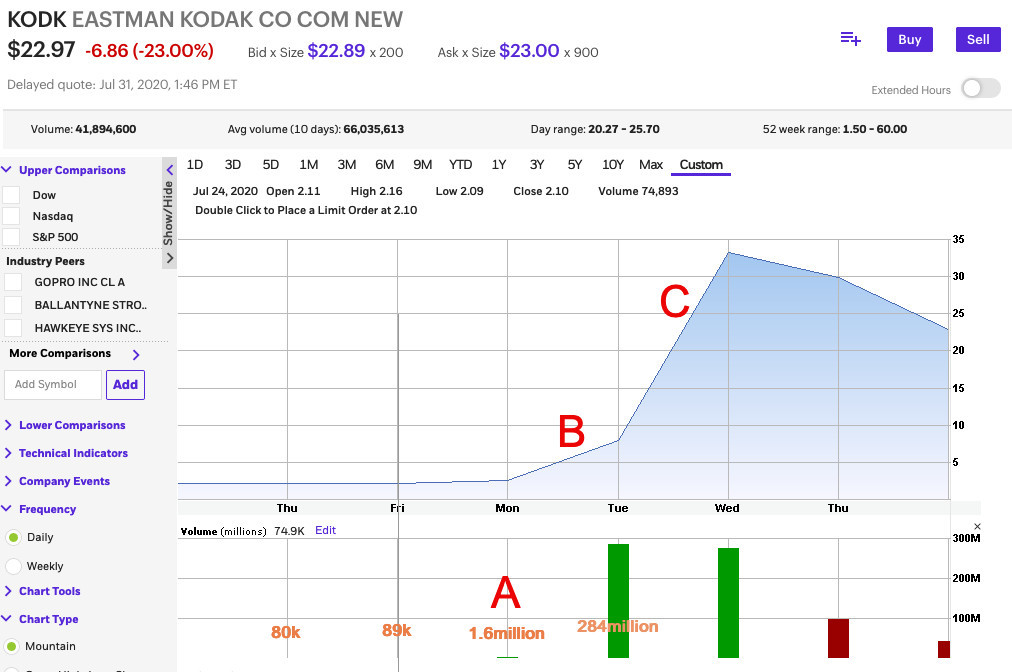 KODK EASTMAN KODAK CO COM NEW
$22.97 -6.86 (-23.00%) Bid x Size $22.89 x 200 Ask x Size $23.00 x 900
Buy Sell
Delayed quote: Jul 31, 2020, 1:46 PM ET
Extended Hours
Volume: 41,894,600 Avg volume (10 days): 66,035,613 Day range: 20.27 - 25.70 52 week range: 1.50 - 60.00
Upper Comparisons
Dow
Nasdaq
S&P 500
Industry Peers
GOPRO INC CL A
BALLANTYNE STRO..
HAWKEYE SYS INC..
More Comparisons
Add Symbol Add
Lower Comparisons
Technical Indicators
Company Events
Frequency
Daily
Weekly
Chart Tools
Chart Type
Mountain
Show/Hide
1D 3D 5D 1M 3M 6M 9M YTD 1Y 3Y 5Y 10Y Max Custom
Jul 24, 2020 Open 2.11 High 2.16 Low 2.09 Close 2.10 Volume 74,893
Double Click to Place a Limit Order at 2.10
35
30
25
20
15
10
5
C
B
Thu Fri Mon Tue Wed Thu
Volume (millions) 74.9K Edit
300M
200M
100M
A
80k 89k 1.6million 284million